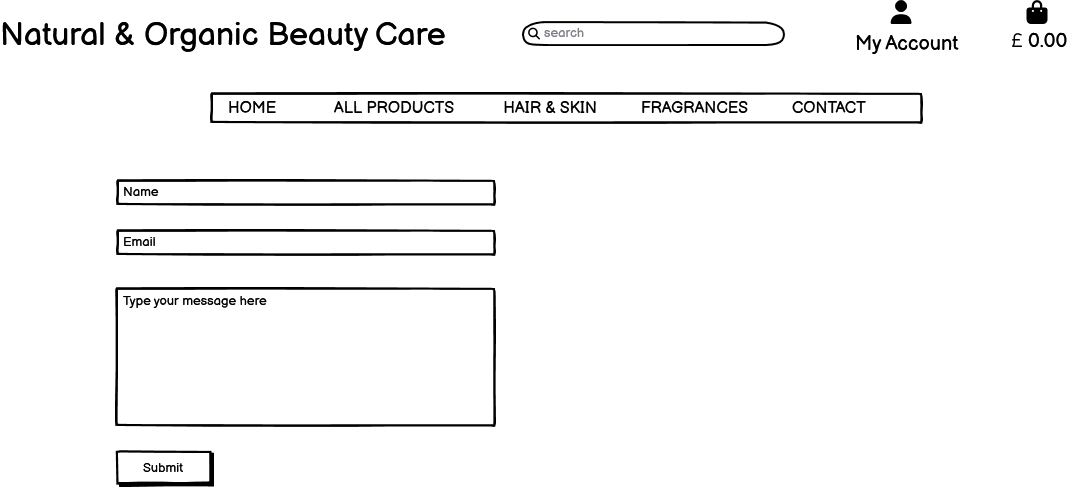 Natural & Organic Beauty Care
search
My Account
£ 0.00
HOME ALL PRODUCTS HAIR & SKIN FRAGRANCES CONTACT
Name
Email
Type your message here
Submit